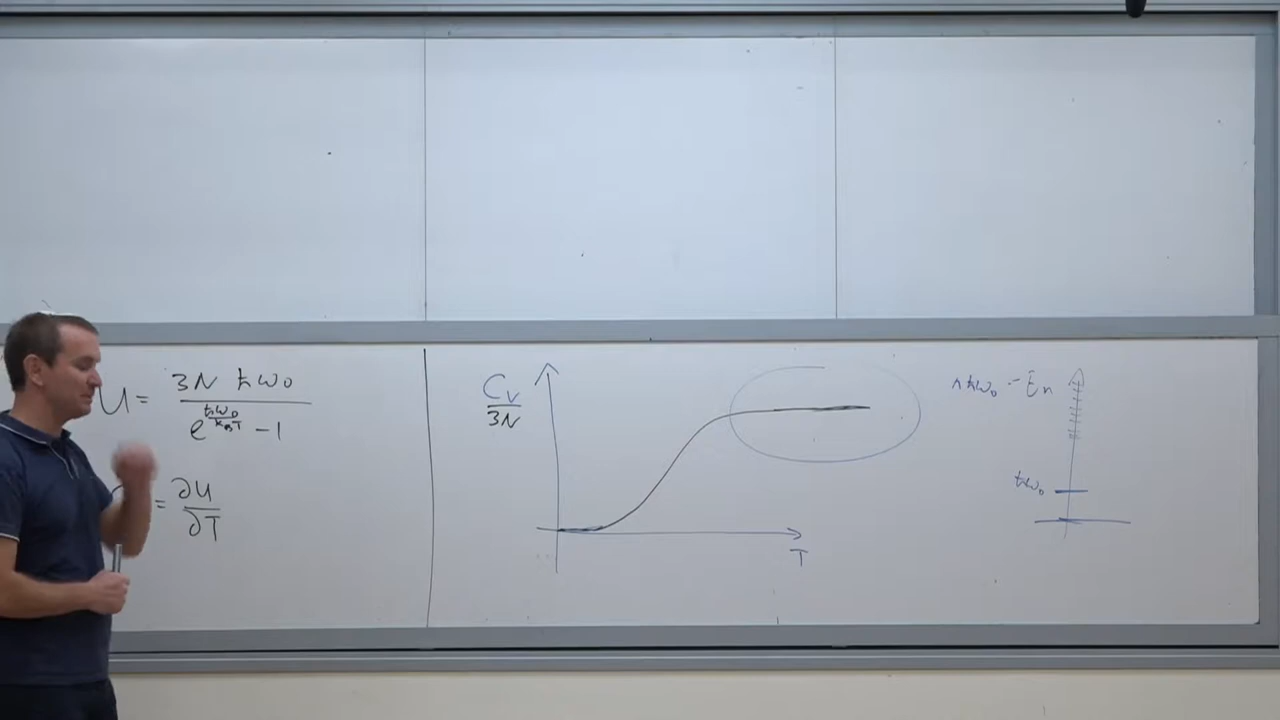 U = 3N ħω₀ / (e^(ħω₀/k_BT) − 1)
= ∂U/∂T
C_V/3N
T
nħω₀ = E_n
ħω₀